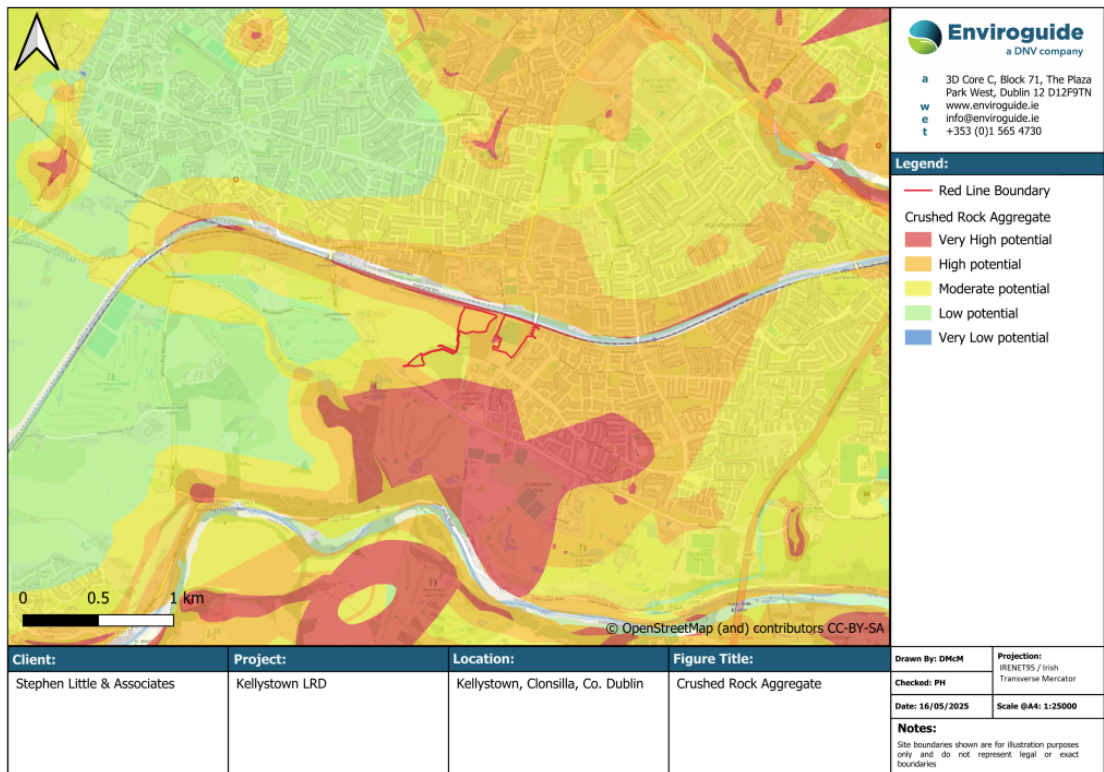 Enviroguide
a DNV company
a 3D Core C, Block 71, The Plaza
Park West, Dublin 12 D12F9TN
w www.enviroguide.ie
e info@enviroguide.ie
t +353 (0)1 565 4730
Legend:
Red Line Boundary
Crushed Rock Aggregate
Very High potential
High potential
Moderate potential
Low potential
Very Low potential
0 0.5 1 km
© OpenStreetMap (and) contributors CC-BY-SA
Client:
Stephen Little & Associates
Project:
Kellystown LRD
Location:
Kellystown, Clonsilla, Co. Dublin
Figure Title:
Crushed Rock Aggregate
Drawn By: DMcM
Checked: PH
Date: 16/05/2025
Projection:
IRENET95 / Irish
Transverse Mercator
Scale @A4: 1:25000
Notes:
Site boundaries shown are for illustration purposes
only and do not represent legal or exact
boundaries